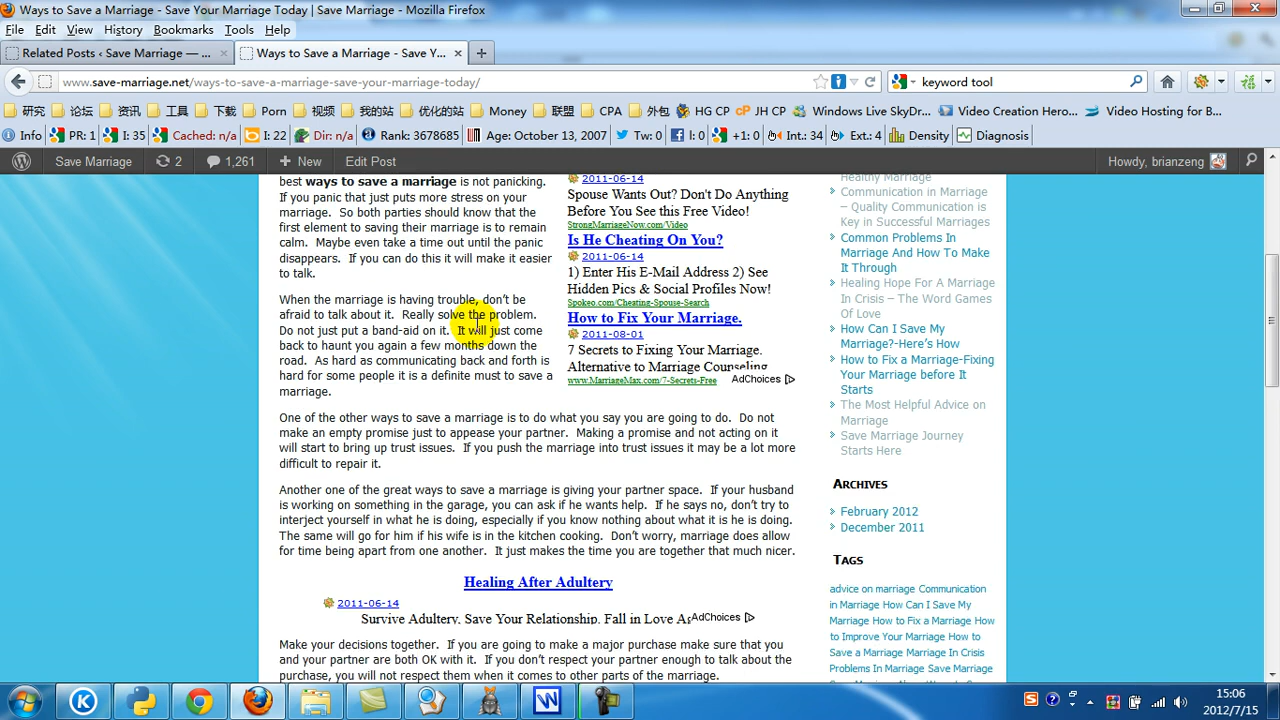 Ways to Save a Marriage - Save Your Marriage Today | Save Marriage - Mozilla Firefox
File Edit View History Bookmarks Tools Help
Related Posts ‹ Save Marriage — ... ×
Ways to Save a Marriage - Save Y... ×
www.save-marriage.net/ways-to-save-a-marriage-save-your-marriage-today/
keyword tool
研究 论坛 资讯 工具 下载 Porn 视频 我的站 优化的站 Money 联盟 CPA 外包 HG CP JH CP Windows Live SkyDr... Video Creation Hero... Video Hosting for B...
Info PR: 1 I: 35 Cached: n/a I: 22 Dir: n/a Rank: 3678685 Age: October 13, 2007 Tw: 0 I: 0 +1: 0 Int.: 34 Ext.: 4 Density Diagnosis
Save Marriage 2 1,261 New Edit Post Howdy, brianzeng
best ways to save a marriage is not panicking.
If you panic that just puts more stress on your
marriage. So both parties should know that the
first element to saving their marriage is to remain
calm. Maybe even take a time out until the panic
disappears. If you can do this it will make it easier
to talk.
When the marriage is having trouble, don't be
afraid to talk about it. Really solve the problem.
Do not just put a band-aid on it. It will just come
back to haunt you again a few months down the
road. As hard as communicating back and forth is
hard for some people it is a definite must to save a
marriage.
2011-06-14
Spouse Wants Out? Don't Do Anything
Before You See this Free Video!
StrongMarriageNow.com/Video
Is He Cheating On You?
2011-06-14
1) Enter His E-Mail Address 2) See
Hidden Pics & Social Profiles Now!
Spokeo.com/Cheating-Spouse-Search
How to Fix Your Marriage.
2011-08-01
7 Secrets to Fixing Your Marriage.
Alternative to Marriage Counseling
www.MarriageMax.com/7-Secrets-Free
AdChoices
One of the other ways to save a marriage is to do what you say you are going to do. Do not
make an empty promise just to appease your partner. Making a promise and not acting on it
will start to bring up trust issues. If you push the marriage into trust issues it may be a lot more
difficult to repair it.
Another one of the great ways to save a marriage is giving your partner space. If your husband
is working on something in the garage, you can ask if he wants help. If he says no, don't try to
interject yourself in what he is doing, especially if you know nothing about what it is he is doing.
The same will go for him if his wife is in the kitchen cooking. Don't worry, marriage does allow
for time being apart from one another. It just makes the time you are together that much nicer.
Healing After Adultery
2011-06-14
Survive Adultery, Save Your Relationship. Fall in Love
AdChoices
Make your decisions together. If you are going to make a major purchase make sure that you
and your partner are both OK with it. If you don't respect your partner enough to talk about the
purchase, you will not respect them when it comes to other parts of the marriage.
Healthy Marriage
Communication in Marriage
– Quality Communication is
Key in Successful Marriages
Common Problems In
Marriage And How To Make
It Through
Healing Hope For A Marriage
In Crisis – The Word Games
Of Love
How Can I Save My
Marriage?-Here's How
How to Fix a Marriage-Fixing
Your Marriage before It
Starts
The Most Helpful Advice on
Marriage
Save Marriage Journey
Starts Here
ARCHIVES
February 2012
December 2011
TAGS
advice on marriage Communication
in Marriage How Can I Save My
Marriage How to Fix a Marriage How
to Improve Your Marriage How to
Save a Marriage Marriage In Crisis
Problems In Marriage Save Marriage
15:06
2012/7/15